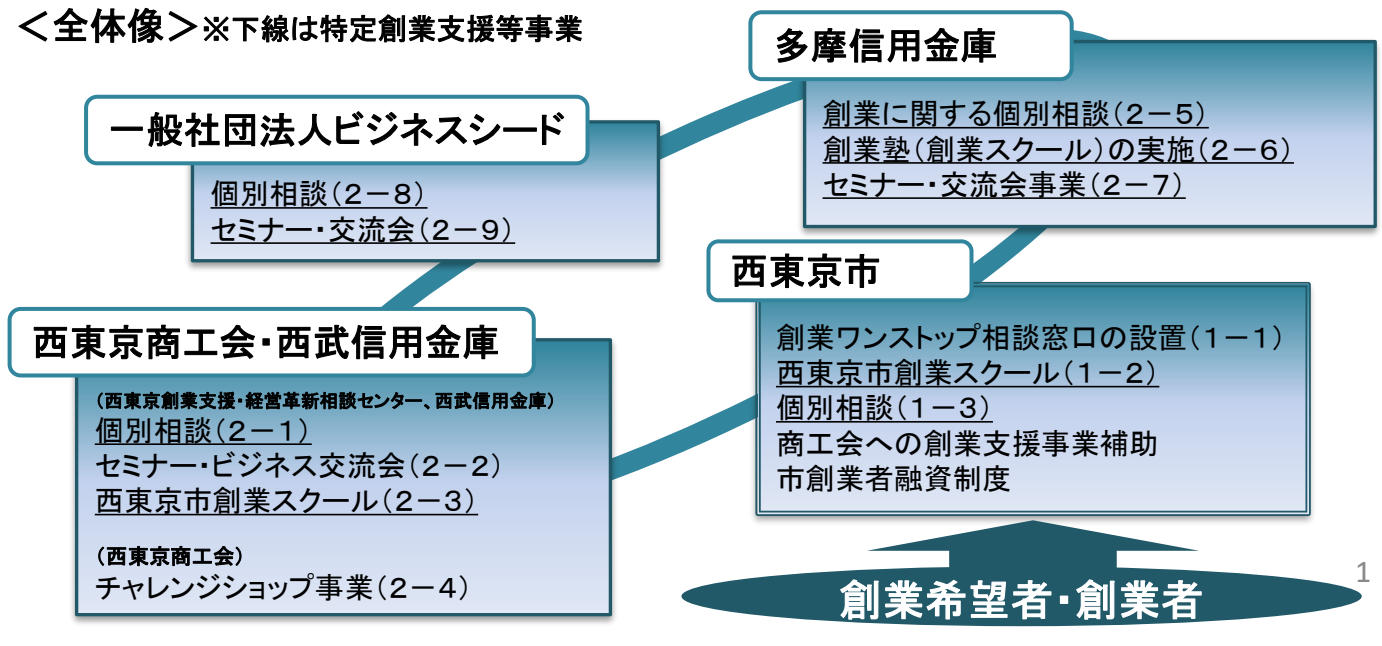 ＜全体像＞※下線は特定創業支援等事業
多摩信用金庫
創業に関する個別相談（２－５）
創業塾（創業スクール）の実施（２－６）
セミナー・交流会事業（２－７）
一般社団法人ビジネスシード
個別相談（２－８）
セミナー・交流会（２－９）
西東京市
創業ワンストップ相談窓口の設置（１－１）
西東京市創業スクール（１－２）
個別相談（１－３）
商工会への創業支援事業補助
市創業者融資制度
西東京商工会・西武信用金庫
（西東京創業支援・経営革新相談センター、西武信用金庫）
個別相談（２－１）
セミナー・ビジネス交流会（２－２）
西東京市創業スクール（２－３）
（西東京商工会）
チャレンジショップ事業（２－４）
創業希望者・創業者
1